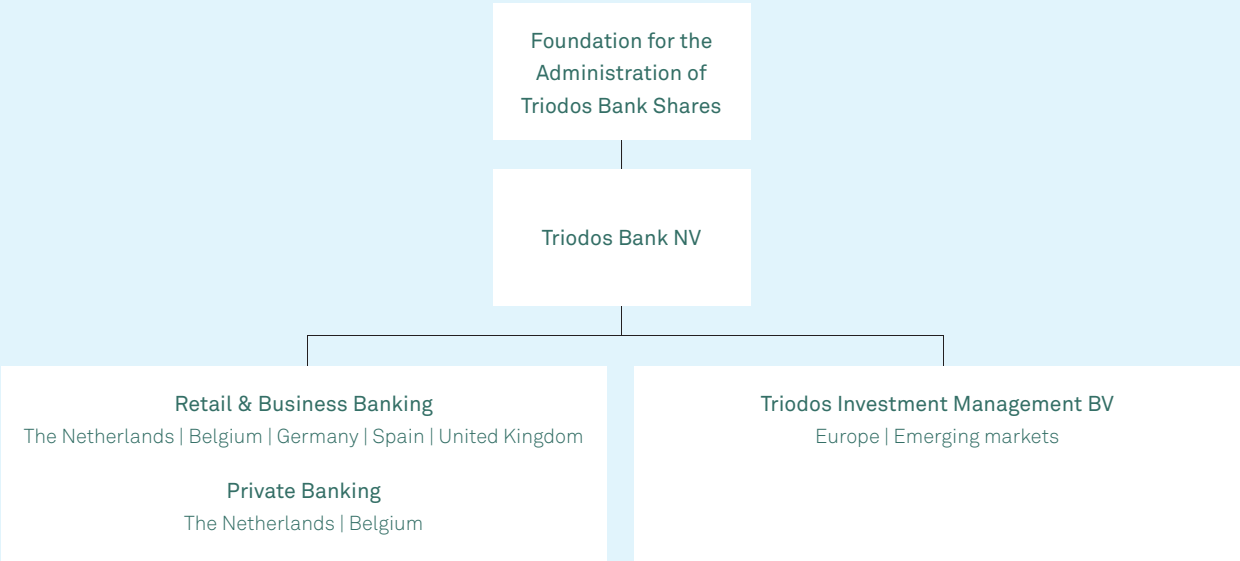 Foundation for the
Administration of
Triodos Bank Shares
Triodos Bank NV
Retail & Business Banking
The Netherlands | Belgium | Germany | Spain | United Kingdom
Private Banking
The Netherlands | Belgium
Triodos Investment Management BV
Europe | Emerging markets